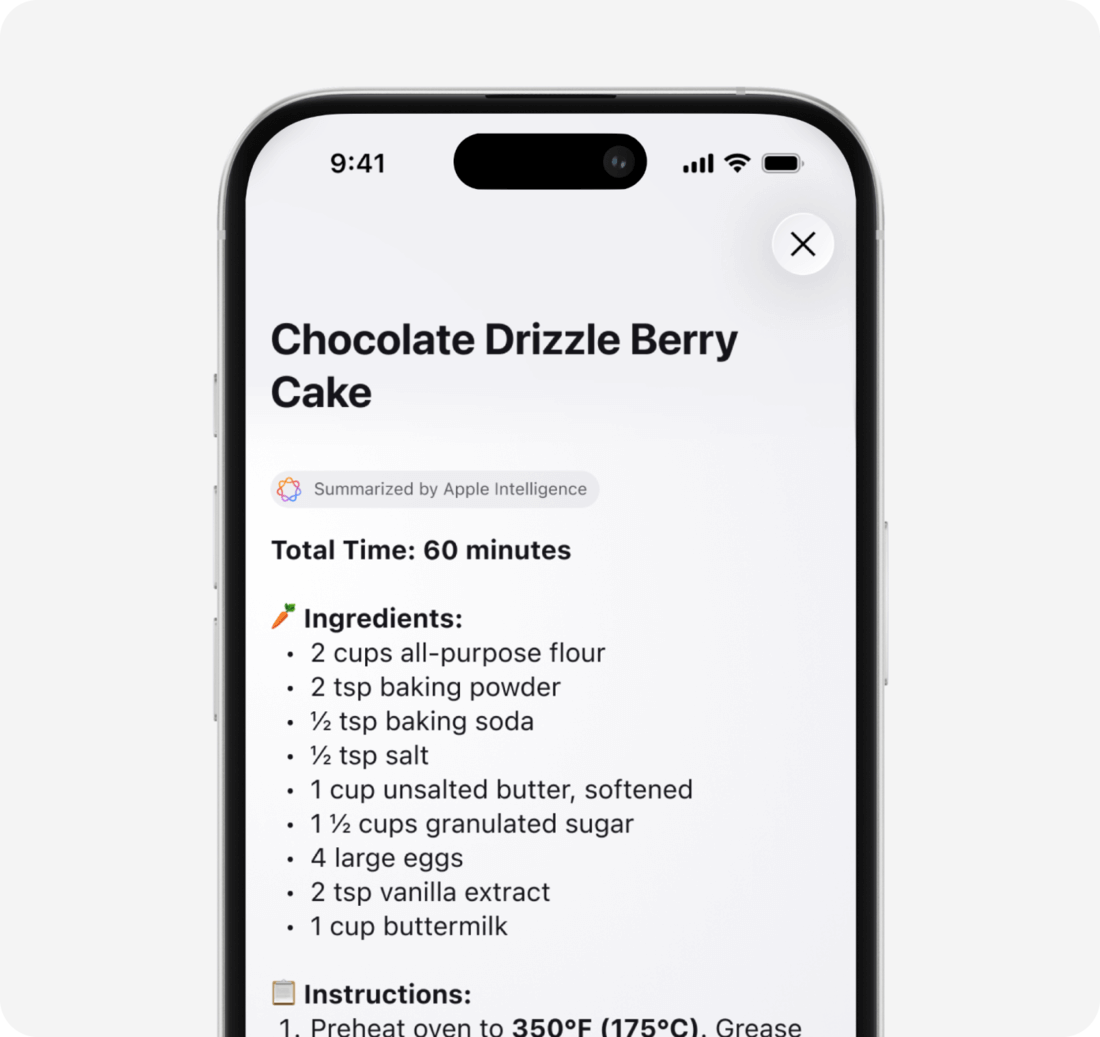 9:41
Chocolate Drizzle Berry
Cake
Summarized by Apple Intelligence
Total Time: 60 minutes
🥕 Ingredients:
• 2 cups all-purpose flour
• 2 tsp baking powder
• ½ tsp baking soda
• ½ tsp salt
• 1 cup unsalted butter, softened
• 1 ½ cups granulated sugar
• 4 large eggs
• 2 tsp vanilla extract
• 1 cup buttermilk
📋 Instructions:
1. Preheat oven to 350°F (175°C). Grease